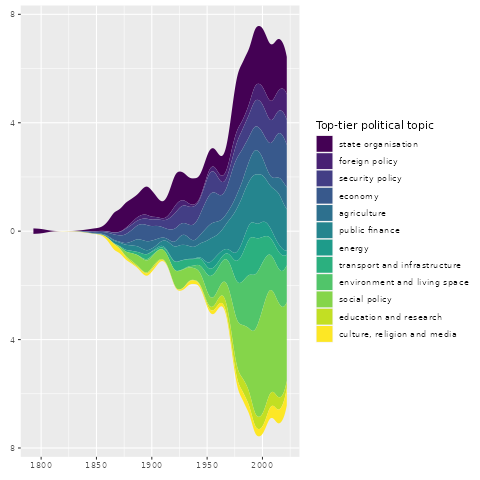 8
4
0
4
8
1800
1850
1900
1950
2000
Top-tier political topic
state organisation
foreign policy
security policy
economy
agriculture
public finance
energy
transport and infrastructure
environment and living space
social policy
education and research
culture, religion and media